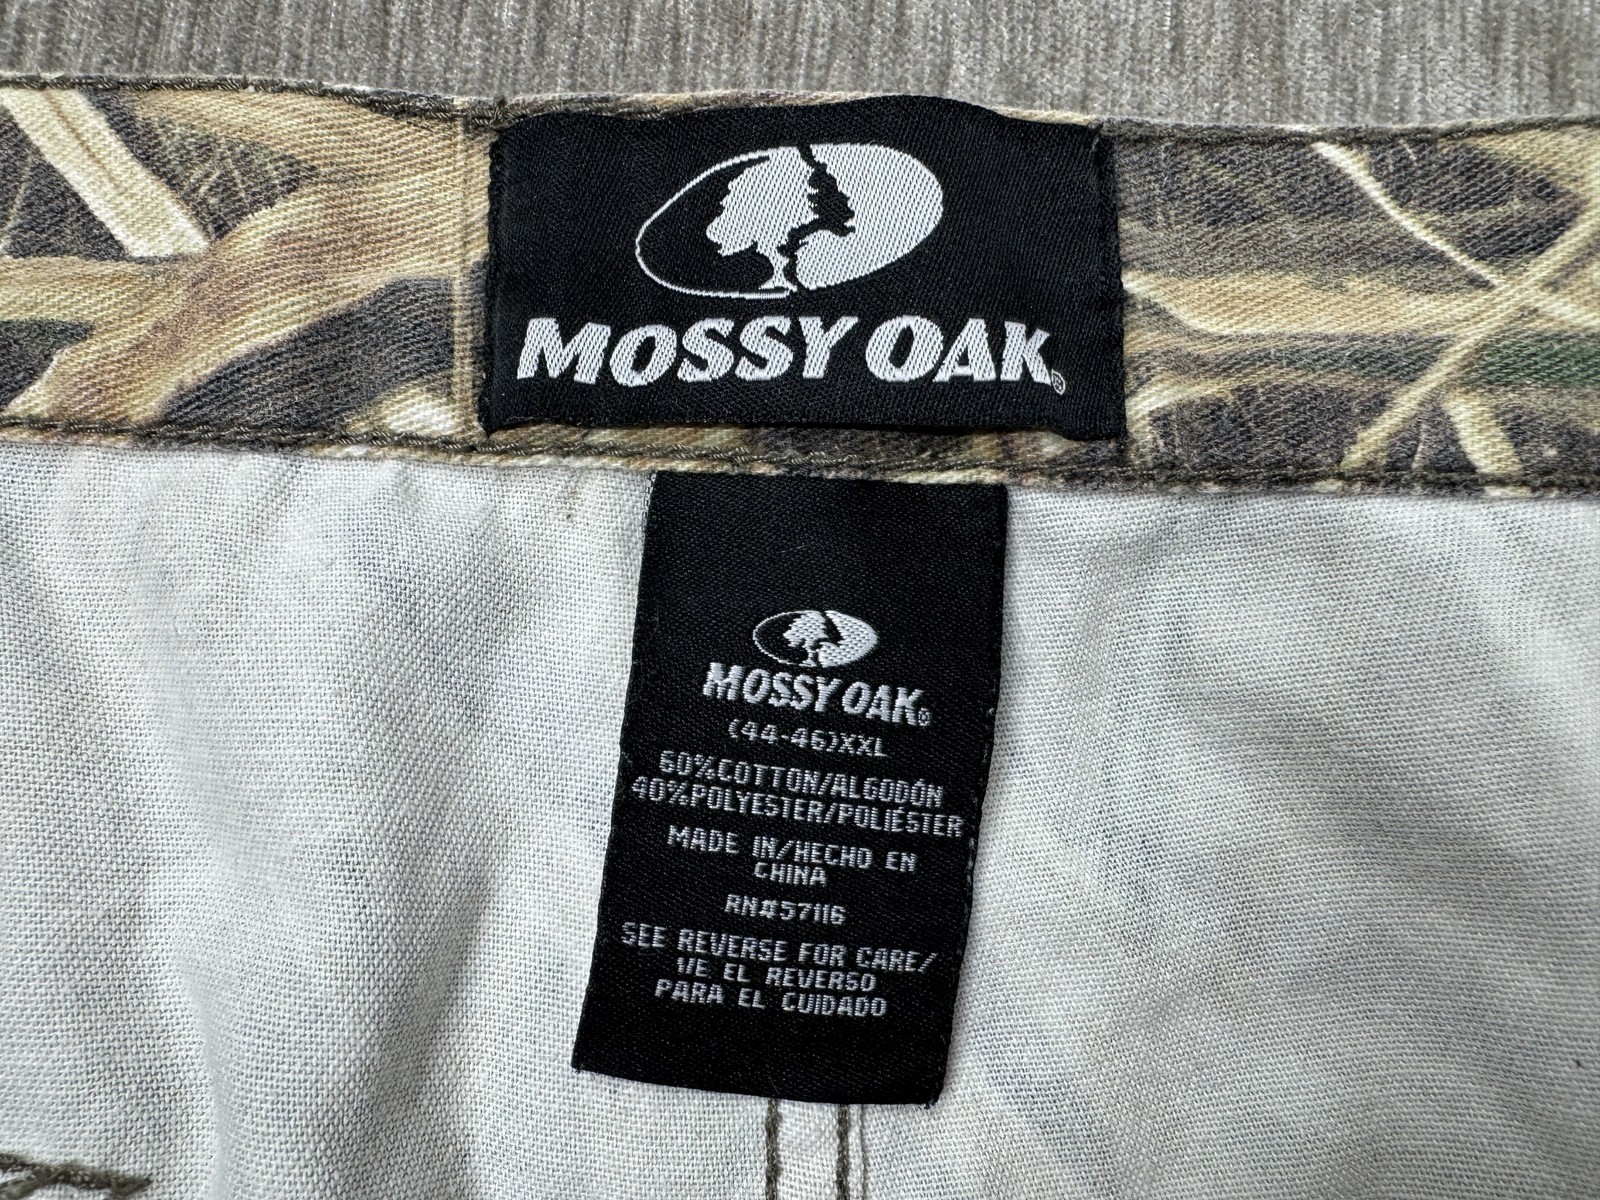 MOSSY OAK®
MOSSY OAK®
(44-46)XXL
60%COTTON/ALGODÓN
40%POLYESTER/POLIÉSTER
MADE IN/HECHO EN
CHINA
RN#57116
SEE REVERSE FOR CARE/
VE EL REVERSO
PARA EL CUIDADO